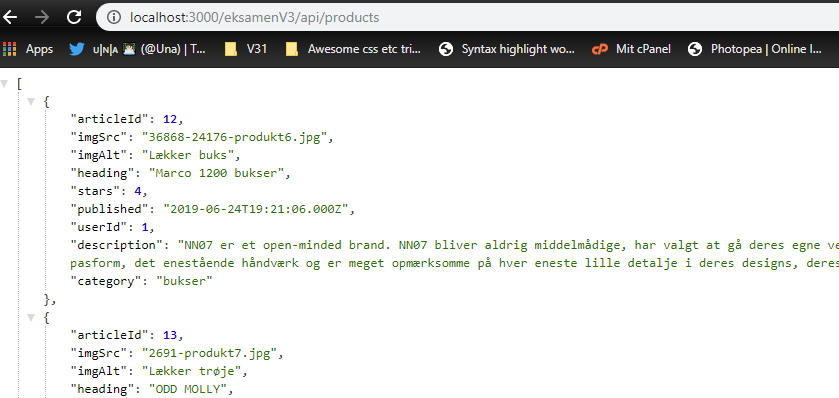 localhost:3000/eksamenV3/api/products
Apps U|N|A (@Una) | T... V31 Awesome css etc tri... Syntax highlight wo... Mit cPanel Photopea | Online I...
[
{
"articleId": 12,
"imgSrc": "36868-24176-produkt6.jpg",
"imgAlt": "Lækker buks",
"heading": "Marco 1200 bukser",
"stars": 4,
"published": "2019-06-24T19:21:06.000Z",
"userId": 1,
"description": "NN07 er et open-minded brand. NN07 bliver aldrig middelmådige, har valgt at gå deres egne ve
pasform, det enestående håndværk og er meget opmærksomme på hver eneste lille detalje i deres designs, deres
"category": "bukser"
},
{
"articleId": 13,
"imgSrc": "2691-produkt7.jpg",
"imgAlt": "Lækker trøje",
"heading": "ODD MOLLY",